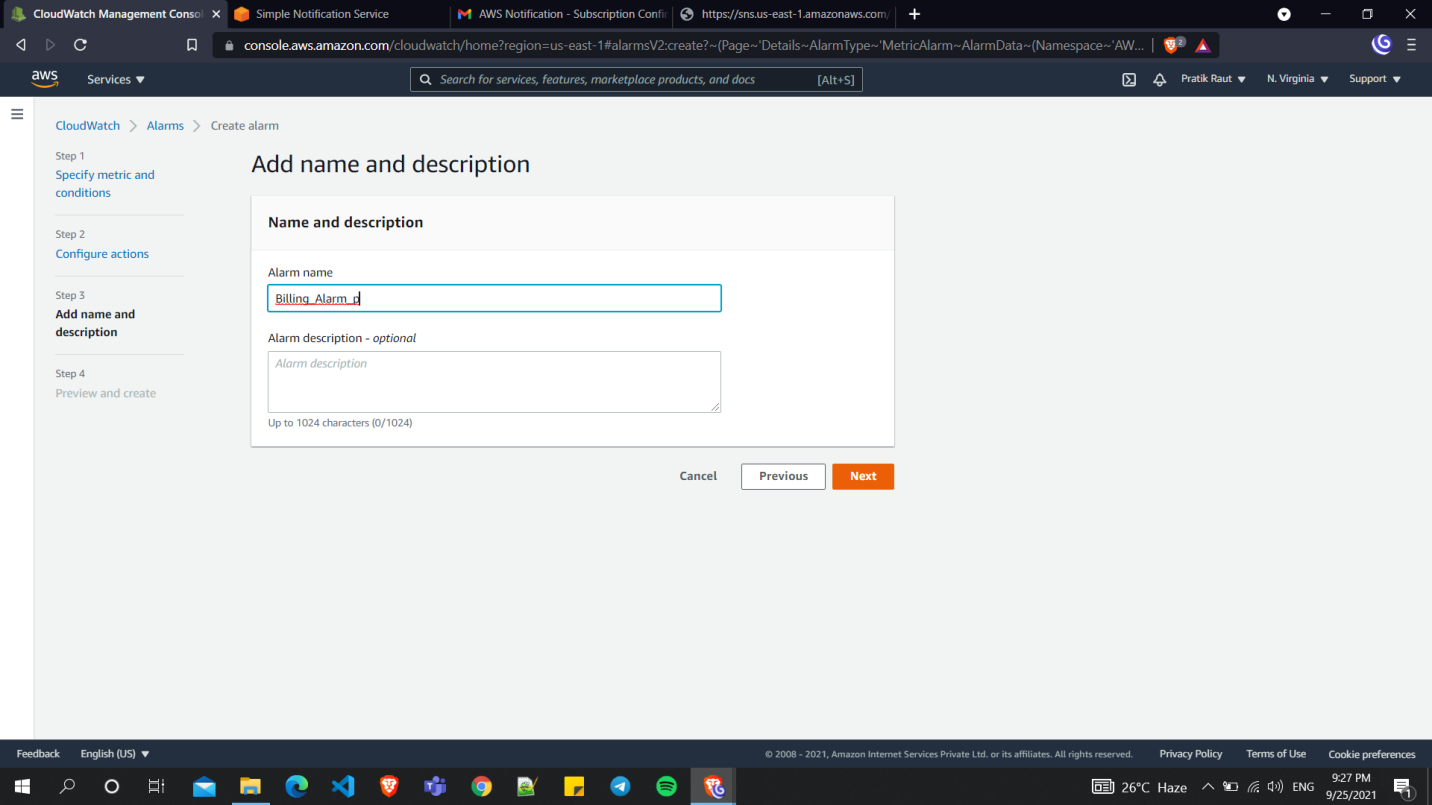 CloudWatch Management Consol
Simple Notification Service
AWS Notification - Subscription Confir
https://sns.us-east-1.amazonaws.com/
console.aws.amazon.com/cloudwatch/home?region=us-east-1#alarmsV2:create?~(Page~'Details~AlarmType~'MetricAlarm~AlarmData~(Namespace~'AW...
2
aws
Services
Search for services, features, marketplace products, and docs
[Alt+S]
Pratik Raut
N. Virginia
Support
CloudWatch
Alarms
Create alarm
Step 1
Specify metric and
conditions
Step 2
Configure actions
Step 3
Add name and
description
Step 4
Preview and create
Add name and description
Name and description
Alarm name
Billing_Alarm_p
Alarm description - optional
Alarm description
Up to 1024 characters (0/1024)
Cancel
Previous
Next
Feedback
English (US)
© 2008 - 2021, Amazon Internet Services Private Ltd. or its affiliates. All rights reserved.
Privacy Policy
Terms of Use
Cookie preferences
26°C Haze
ENG
9:27 PM
9/25/2021
1